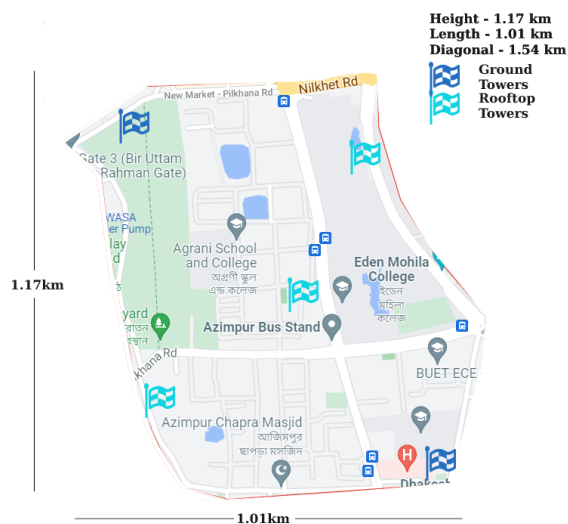 Height - 1.17 km
Length - 1.01 km
Diagonal - 1.54 km
Ground
Towers
Rooftop
Towers
Nilkhet Rd
New Market - Pilkhana Rd
Gate 3 (Bir Uttam
Rahman Gate)
WASA
er Pump
lay
d
Agrani School
and College
অগ্রণী স্কুল
এন্ড কলেজ
Eden Mohila
College
ইডেন
মহিলা
কলেজ
1.17km
yard
Azimpur Bus Stand
khana Rd
BUET ECE
Azimpur Chapra Masjid
আজিমপুর
ছাপড়া মসজিদ
H
1.01km